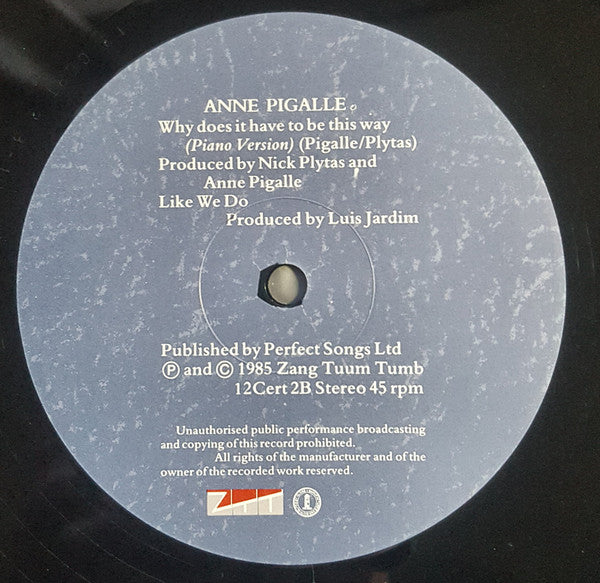 ANNE PIGALLE
Why does it have to be this way
(Piano Version) (Pigalle/Plytas)
Produced by Nick Plytas and
Anne Pigalle
Like We Do
Produced by Luis Jardim
Published by Perfect Songs Ltd
Ⓟ and © 1985 Zang Tuum Tumb
12Cert 2B Stereo 45 rpm
Unauthorised public performance broadcasting
and copying of this record prohibited.
All rights of the manufacturer and of the
owner of the recorded work reserved.
ZTT